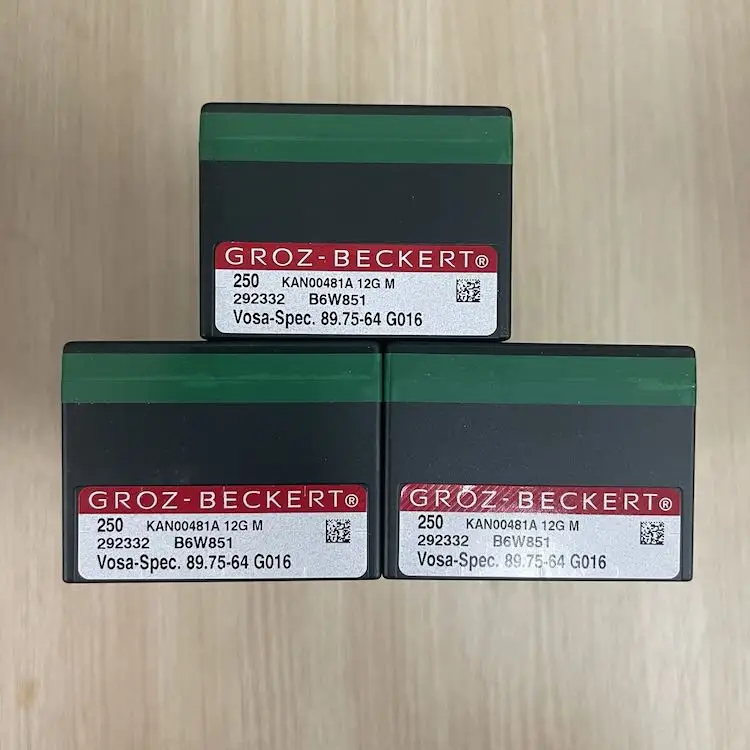 GROZ-BECKERT®
250 KAN00481A 12G M
292332 B6W851
Vosa-Spec. 89.75-64 G016
GROZ-BECKERT®
250 KAN00481A 12G M
292332 B6W851
Vosa-Spec. 89.75-64 G016
GROZ-BECKERT®
250 KAN00481A 12G M
292332 B6W851
Vosa-Spec. 89.75-64 G016